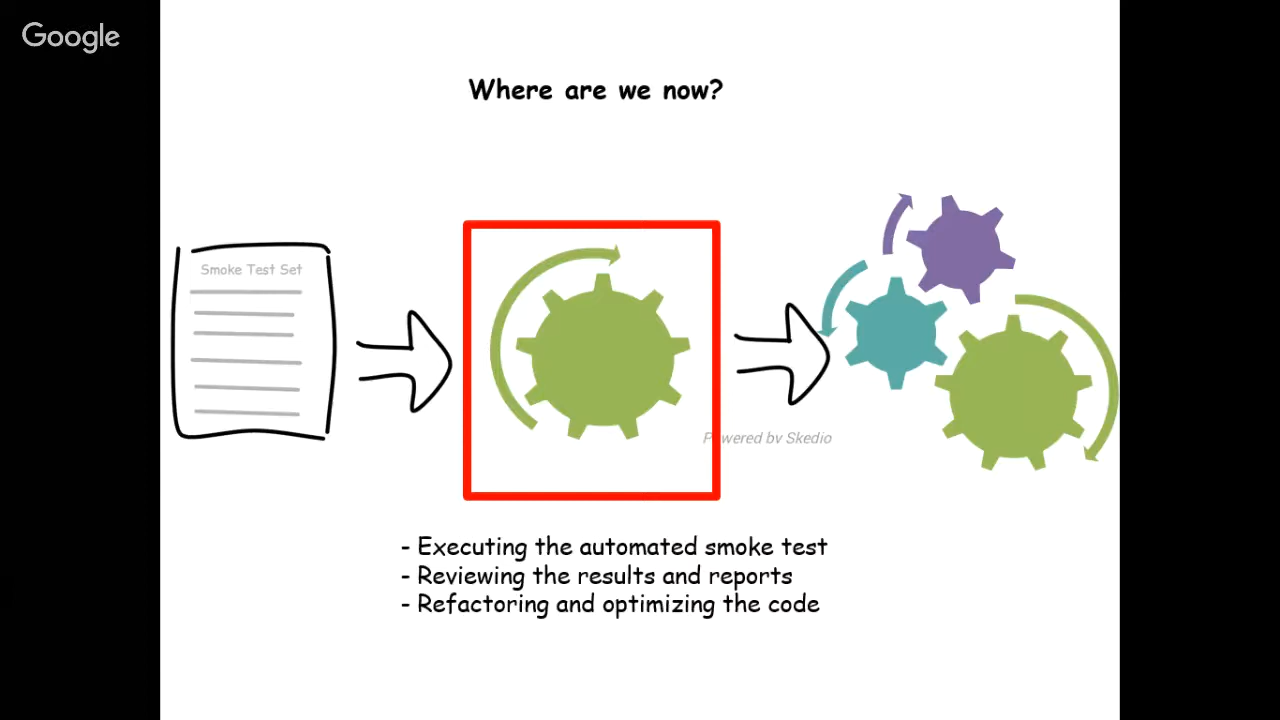 Google
Where are we now?
Smoke Test Set
Powered by Skedio
- Executing the automated smoke test
- Reviewing the results and reports
- Refactoring and optimizing the code